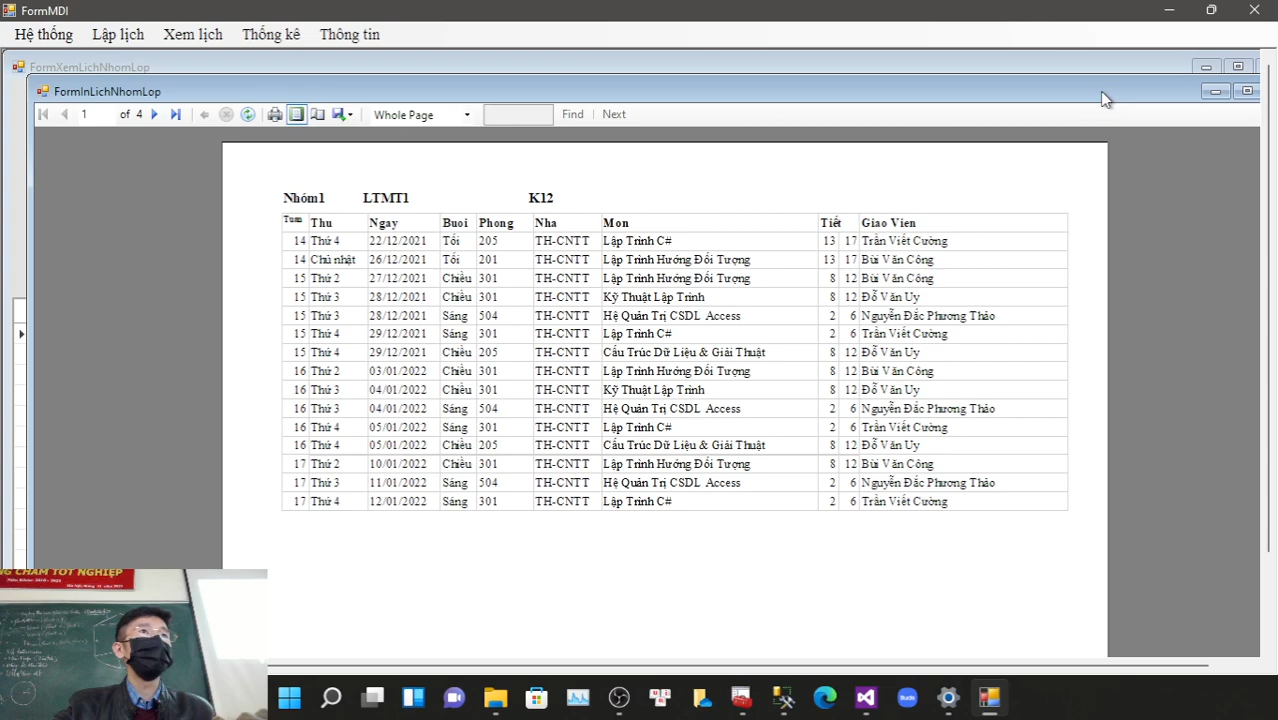 FormMDI
Hệ thống Lập lịch Xem lịch Thống kê Thông tin
FormXemLichNhomLop
FormInLichNhomLop
1 of 4 Whole Page Find | Next
Nhóm1 LTMT1 K12
Tuan Thu Ngay Buoi Phong Nha Mon Tiết Giao Vien
14 Thứ 4 22/12/2021 Tối 205 TH-CNTT Lập Trình C# 13 17 Trần Viết Cường
14 Chủ nhật 26/12/2021 Tối 201 TH-CNTT Lập Trình Hướng Đối Tượng 13 17 Bùi Văn Công
15 Thứ 2 27/12/2021 Chiều 301 TH-CNTT Lập Trình Hướng Đối Tượng 8 12 Bùi Văn Công
15 Thứ 3 28/12/2021 Chiều 301 TH-CNTT Kỹ Thuật Lập Trình 8 12 Đỗ Văn Uy
15 Thứ 3 28/12/2021 Sáng 504 TH-CNTT Hệ Quản Trị CSDL Access 2 6 Nguyễn Đắc Phương Thảo
15 Thứ 4 29/12/2021 Sáng 301 TH-CNTT Lập Trình C# 2 6 Trần Viết Cường
15 Thứ 4 29/12/2021 Chiều 205 TH-CNTT Cấu Trúc Dữ Liệu & Giải Thuật 8 12 Đỗ Văn Uy
16 Thứ 2 03/01/2022 Chiều 301 TH-CNTT Lập Trình Hướng Đối Tượng 8 12 Bùi Văn Công
16 Thứ 3 04/01/2022 Chiều 301 TH-CNTT Kỹ Thuật Lập Trình 8 12 Đỗ Văn Uy
16 Thứ 3 04/01/2022 Sáng 504 TH-CNTT Hệ Quản Trị CSDL Access 2 6 Nguyễn Đắc Phương Thảo
16 Thứ 4 05/01/2022 Sáng 301 TH-CNTT Lập Trình C# 2 6 Trần Viết Cường
16 Thứ 4 05/01/2022 Chiều 205 TH-CNTT Cấu Trúc Dữ Liệu & Giải Thuật 8 12 Đỗ Văn Uy
17 Thứ 2 10/01/2022 Chiều 301 TH-CNTT Lập Trình Hướng Đối Tượng 8 12 Bùi Văn Công
17 Thứ 3 11/01/2022 Sáng 504 TH-CNTT Hệ Quản Trị CSDL Access 2 6 Nguyễn Đắc Phương Thảo
17 Thứ 4 12/01/2022 Sáng 301 TH-CNTT Lập Trình C# 2 6 Trần Viết Cường
CHẤM TỐT NGHIỆP